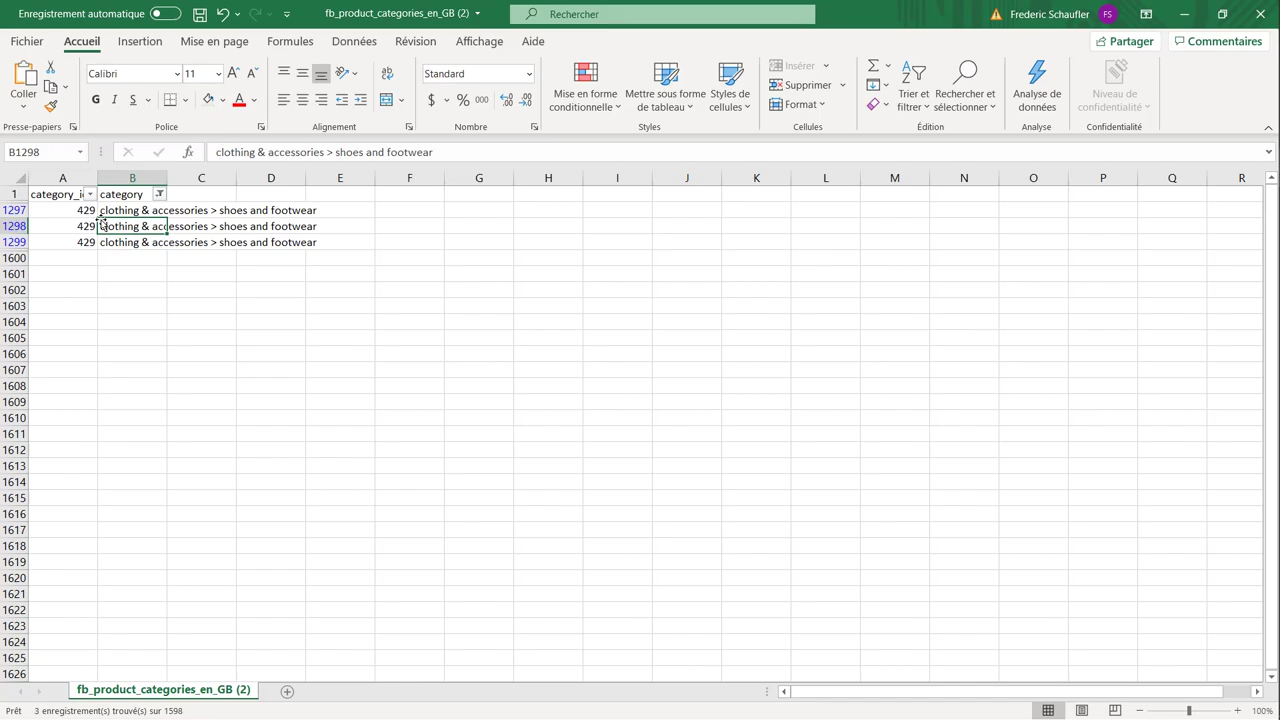 Enregistrement automatique
fb_product_categories_en_GB (2)
Rechercher
Frederic Schaufler
FS
Fichier
Accueil
Insertion
Mise en page
Formules
Données
Révision
Affichage
Aide
Partager
Commentaires
Coller
Calibri
11
Standard
Mise en forme
conditionnelle
Mettre sous forme
de tableau
Styles de
cellules
Insérer
Supprimer
Format
Trier et
filtrer
Rechercher et
sélectionner
Analyse de
données
Niveau de
confidentialité
Presse-papiers
Police
Alignement
Nombre
Styles
Cellules
Édition
Analyse
Confidentialité
B1298
clothing & accessories > shoes and footwear
A B C D E F G H I J K L M N O P Q R
1 category_i category
1297 429 clothing & accessories > shoes and footwear
1298 429 clothing & accessories > shoes and footwear
1299 429 clothing & accessories > shoes and footwear
1600
1601
1602
1603
1604
1605
1606
1607
1608
1609
1610
1611
1612
1613
1614
1615
1616
1617
1618
1619
1620
1621
1622
1623
1624
1625
1626
fb_product_categories_en_GB (2)
Prêt
3 enregistrement(s) trouvé(s) sur 1598
100%